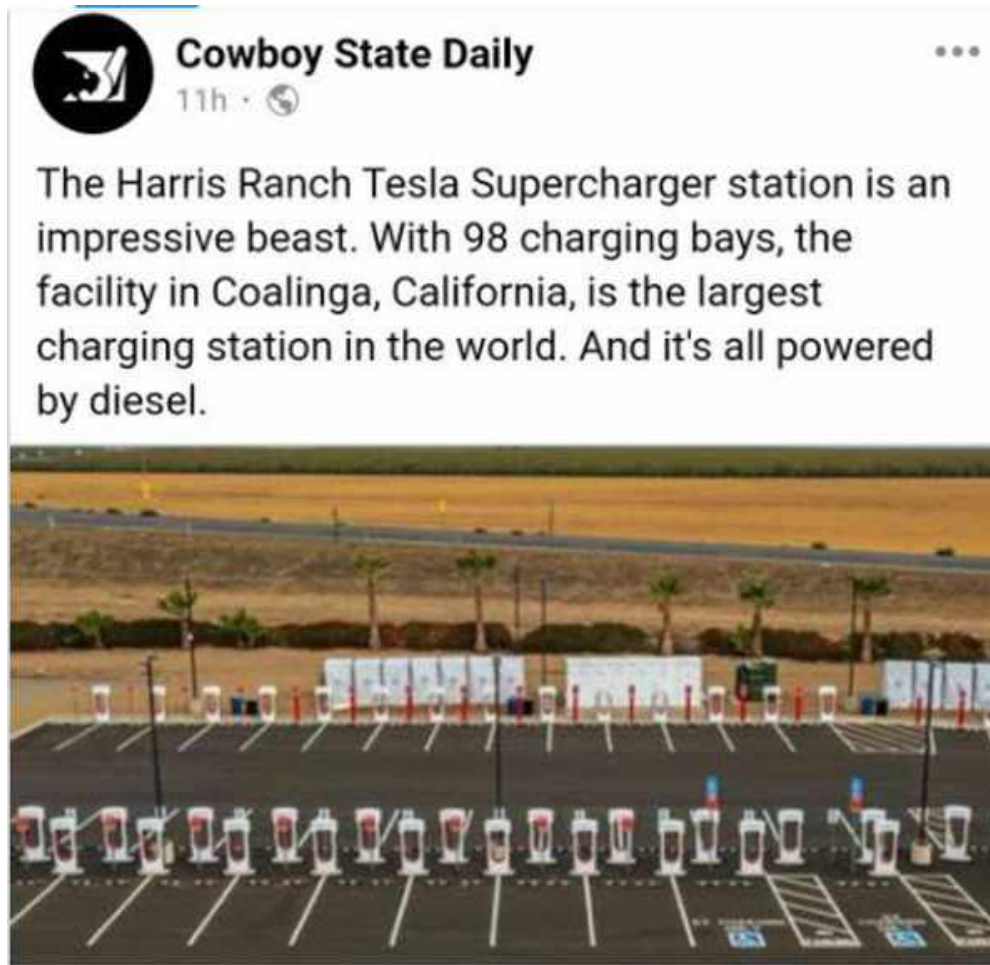 Cowboy State Daily
11h ·
The Harris Ranch Tesla Supercharger station is an
impressive beast. With 98 charging bays, the
facility in Coalinga, California, is the largest
charging station in the world. And it's all powered
by diesel.